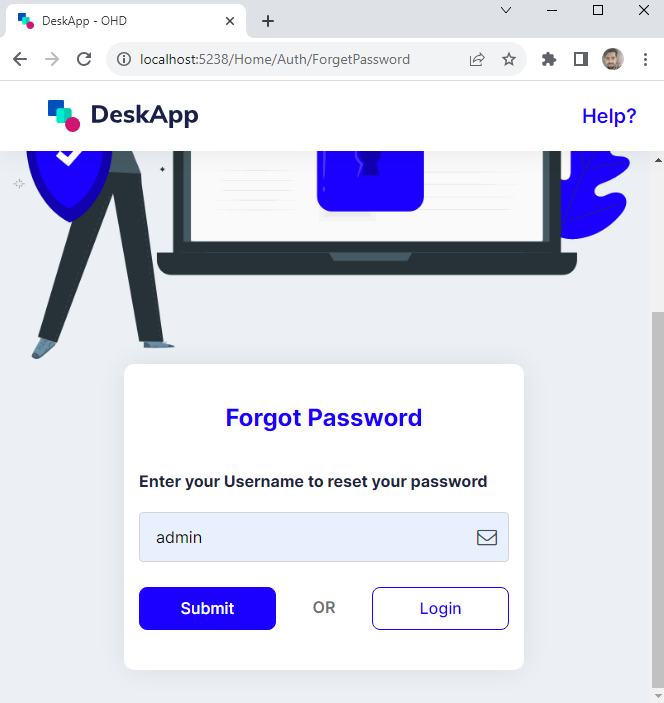 DeskApp - OHD
localhost:5238/Home/Auth/ForgetPassword
DeskApp
Help?
Forgot Password
Enter your Username to reset your password
admin
Submit
OR
Login